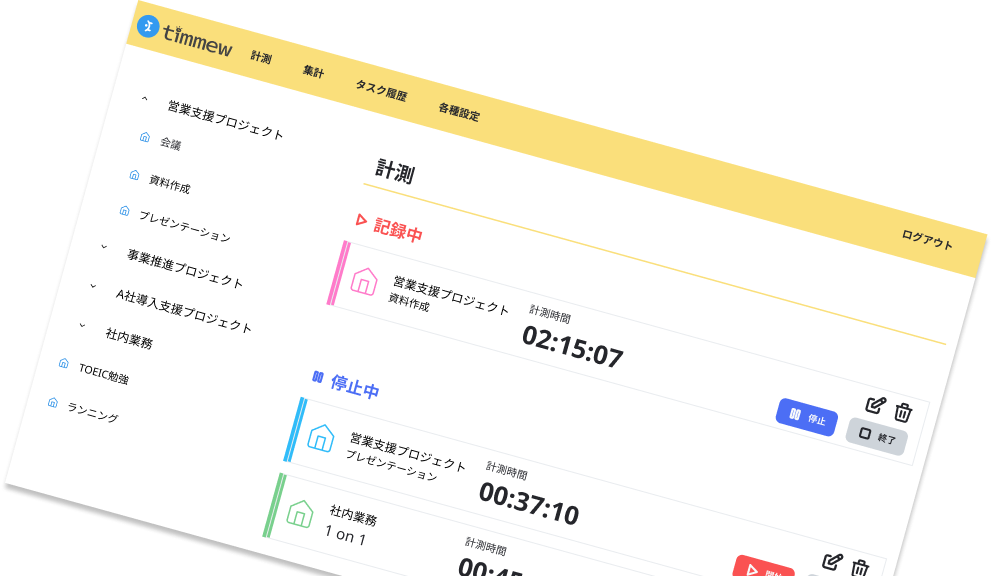 timmew
計測
集計
タスク履歴
各種設定
ログアウト
営業支援プロジェクト
会議
資料作成
プレゼンテーション
事業推進プロジェクト
A社導入支援プロジェクト
社内業務
TOEIC勉強
ランニング
計測
記録中
営業支援プロジェクト
資料作成
計測時間
02:15:07
停止
終了
停止中
営業支援プロジェクト
プレゼンテーション
計測時間
00:37:10
社内業務
1 on 1
計測時間